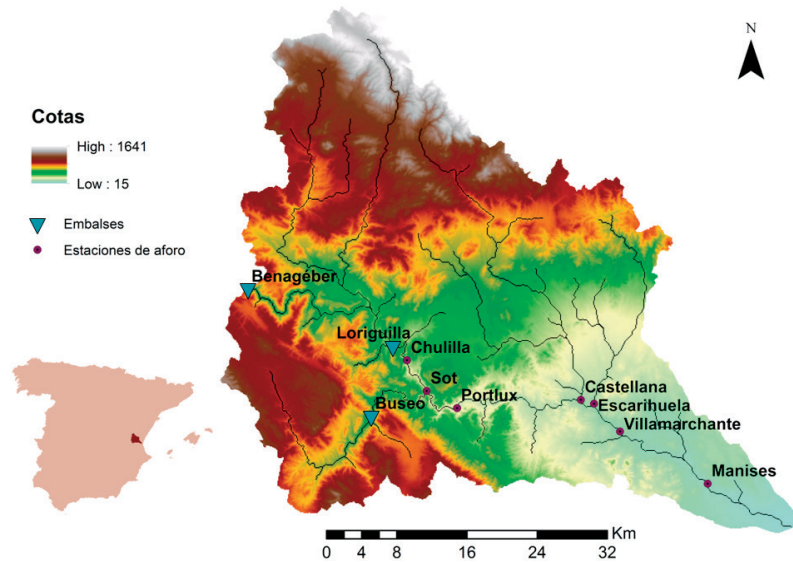 N
Cotas
High : 1641
Low : 15
Embalses
Estaciones de aforo
Benagéber
Loriguilla
Chulilla
Sot
Buseo
Portlux
Castellana
Escarihuela
Villamarchante
Manises
Km
0 4 8 16 24 32